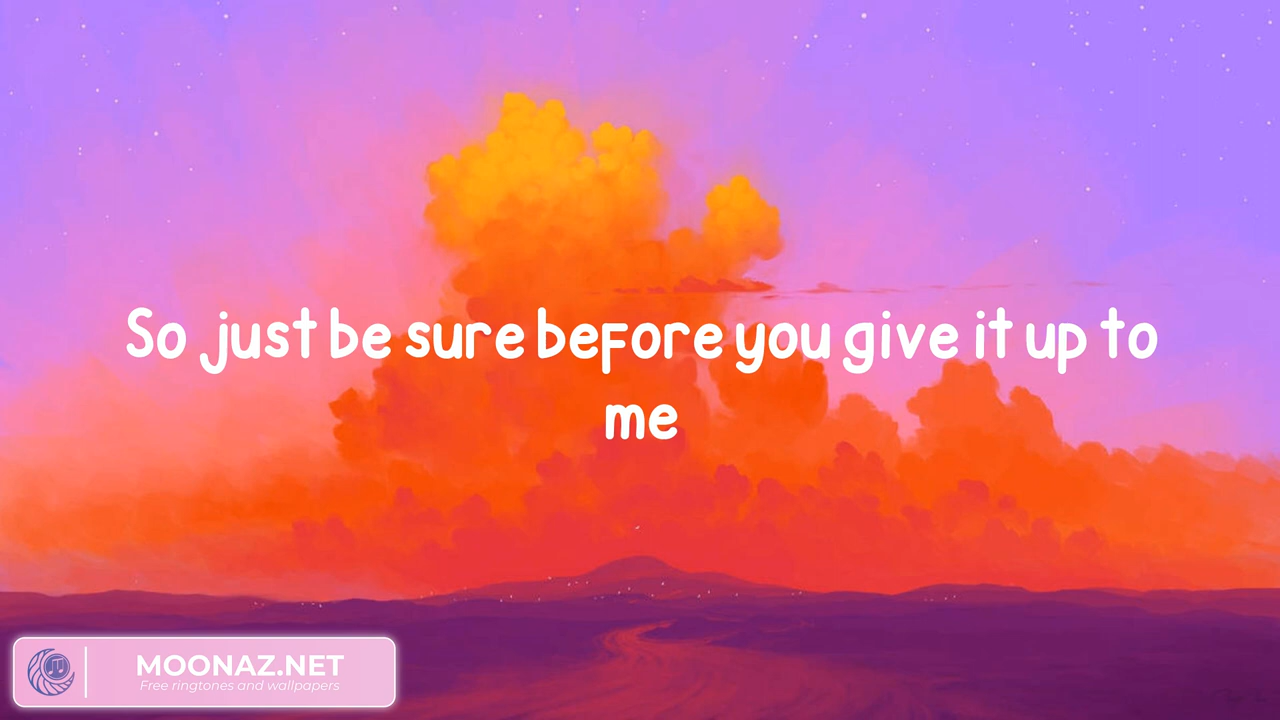 So just be sure before you give it up to
me
MOONAZ.NET
Free ringtones and wallpapers